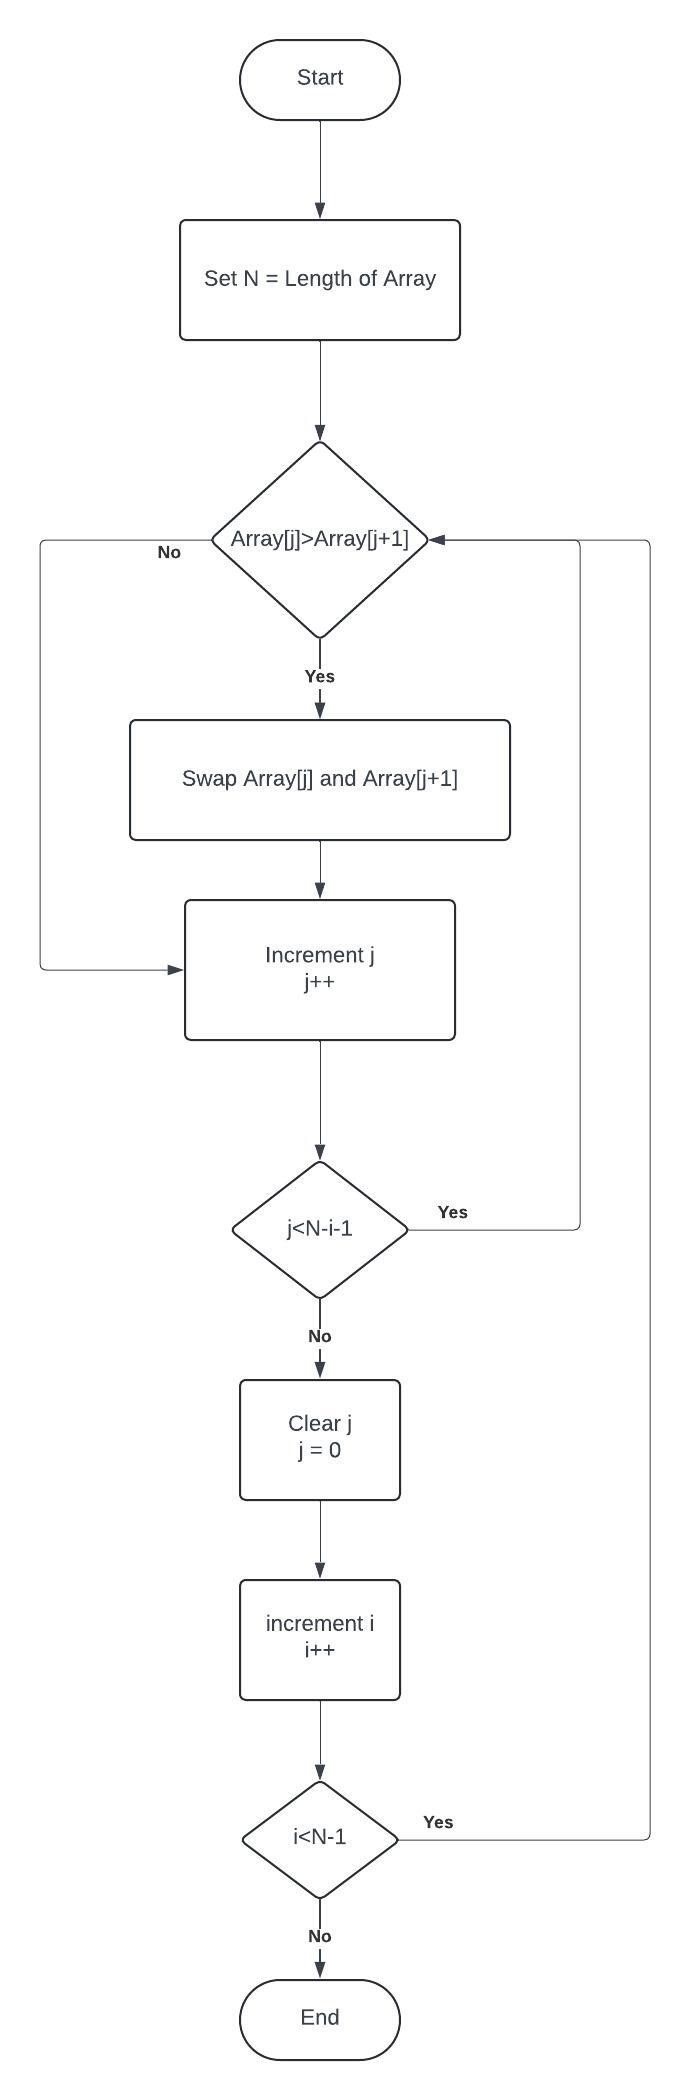 Start
Set N = Length of Array
Array[j]>Array[j+1]
No
Yes
Swap Array[j] and Array[j+1]
Increment j
j++
j<N-i-1
Yes
No
Clear j
j = 0
increment i
i++
i<N-1
Yes
No
End